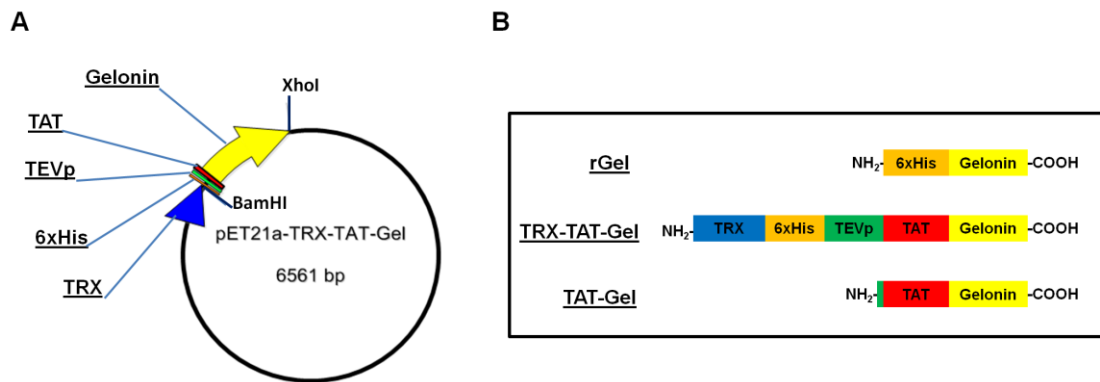 A
Gelonin
XhoI
TAT
TEVp
BamHI
6xHis
pET21a-TRX-TAT-Gel
TRX
6561 bp
B
rGel NH2- 6xHis Gelonin -COOH
TRX-TAT-Gel NH2- TRX 6xHis TEVp TAT Gelonin -COOH
TAT-Gel NH2- TAT Gelonin -COOH